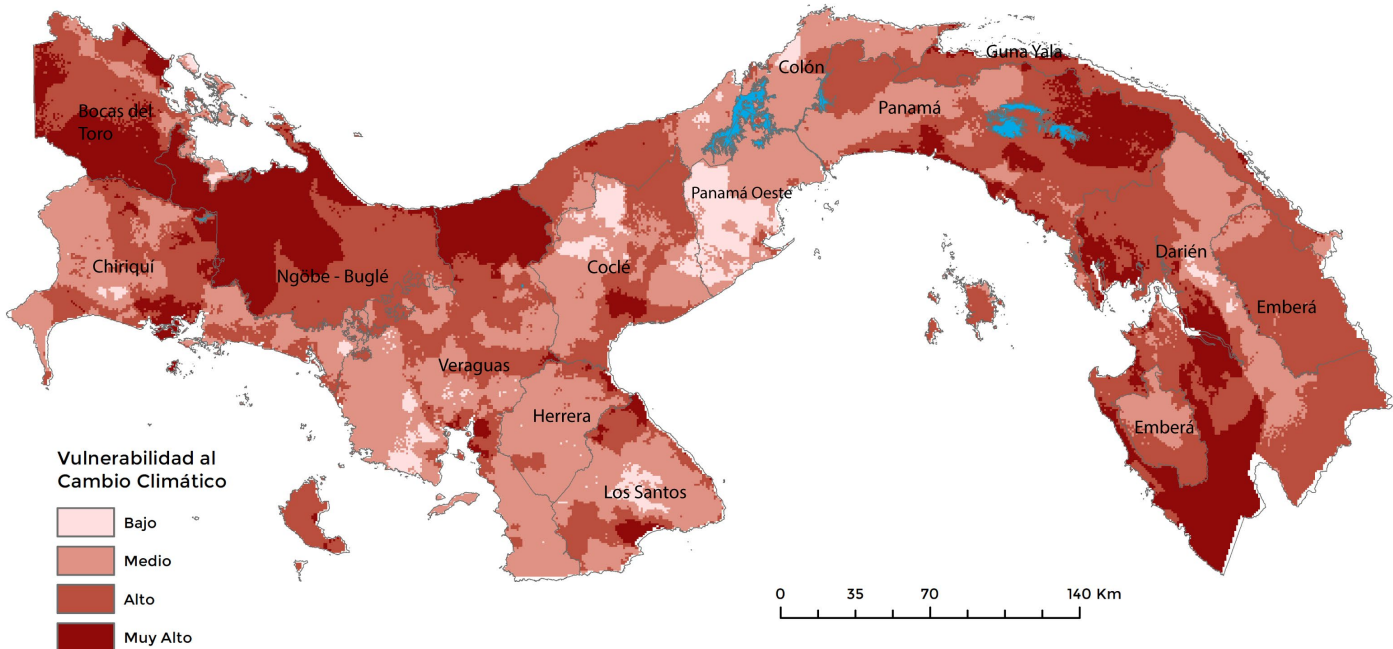 Guna Yala
Colón
Bocas del
Toro
Panamá
Panamá Oeste
Chiriquí
Ngöbe - Buglé
Coclé
Darién
Emberá
Veraguas
Herrera
Emberá
Los Santos
Vulnerabilidad al
Cambio Climático
Bajo
Medio
Alto
Muy Alto
0 35 70 140 Km